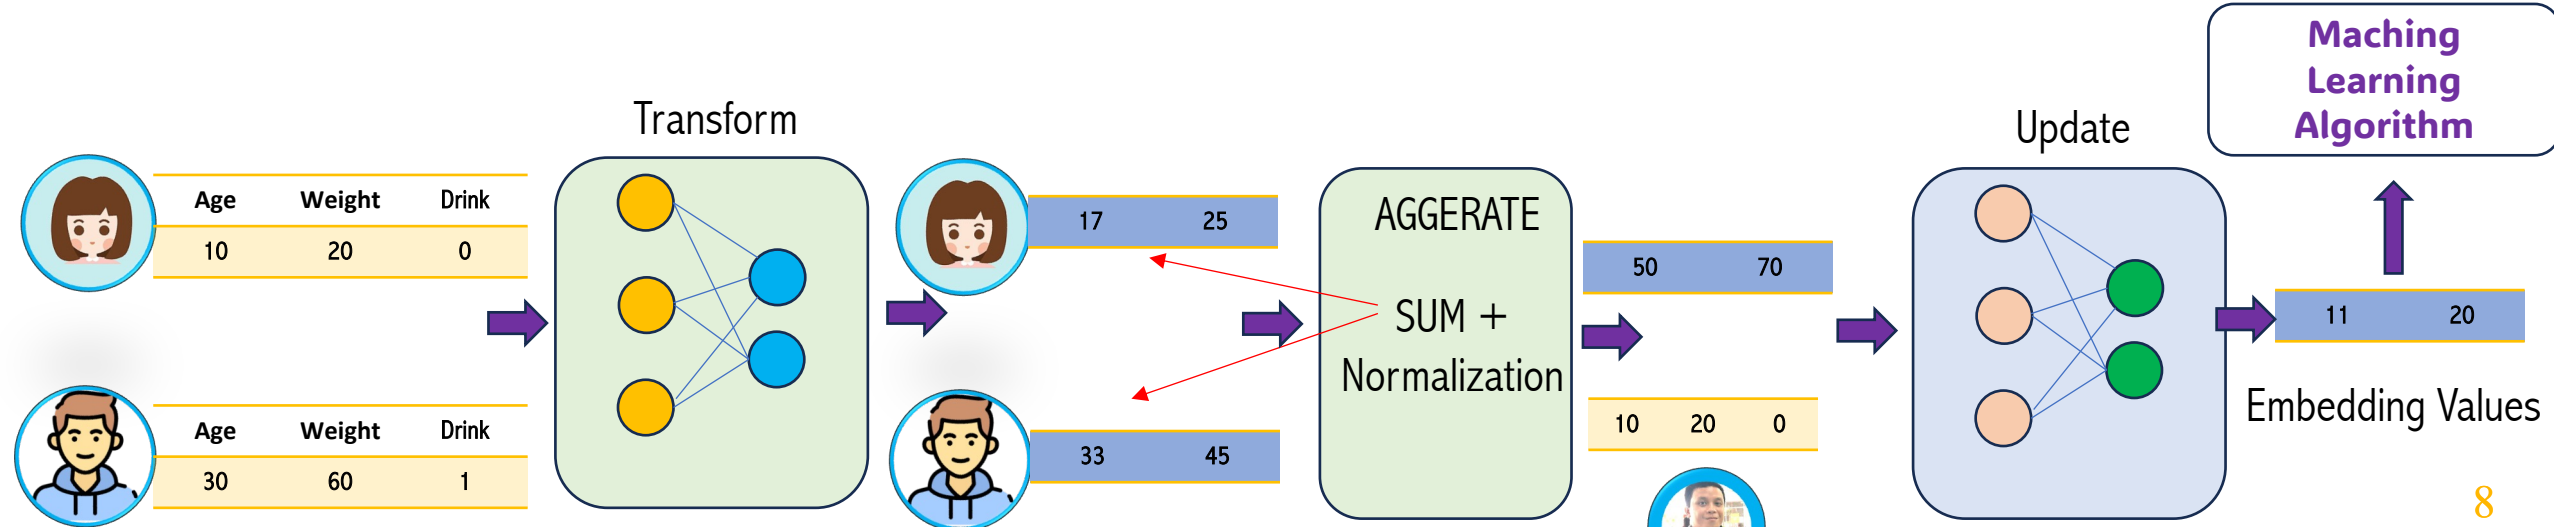 Maching
Learning
Algorithm
Transform
Update
Age Weight Drink
10 20 0
17 25
AGGERATE
50 70
SUM +
Normalization
11 20
Age Weight Drink
30 60 1
33 45
10 20 0
Embedding Values
8